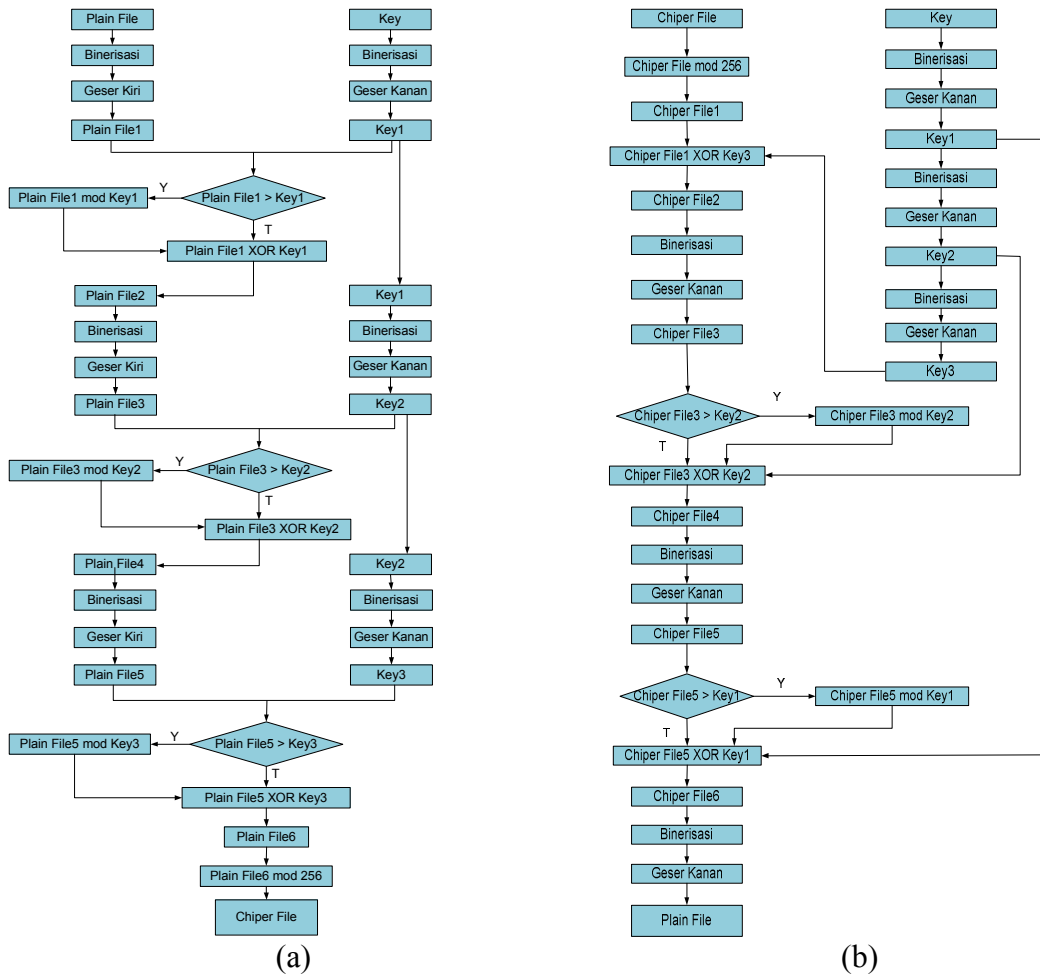 Plain File
Key
Binerisasi
Binerisasi
Geser Kiri
Geser Kanan
Plain File1
Key1
Plain File1 > Key1
Y
Plain File1 mod Key1
T
Plain File1 XOR Key1
Plain File2
Key1
Binerisasi
Binerisasi
Geser Kiri
Geser Kanan
Plain File3
Key2
Plain File3 > Key2
Y
Plain File3 mod Key2
T
Plain File3 XOR Key2
Plain File4
Key2
Binerisasi
Binerisasi
Geser Kiri
Geser Kanan
Plain File5
Key3
Plain File5 > Key3
Y
Plain File5 mod Key3
T
Plain File5 XOR Key3
Plain File6
Plain File6 mod 256
Chiper File
(a)
Chiper File
Chiper File mod 256
Chiper File1
Chiper File1 XOR Key3
Chiper File2
Binerisasi
Geser Kanan
Chiper File3
Chiper File3 > Key2
Y
Chiper File3 mod Key2
T
Chiper File3 XOR Key2
Chiper File4
Binerisasi
Geser Kanan
Chiper File5
Chiper File5 > Key1
Y
Chiper File5 mod Key1
T
Chiper File5 XOR Key1
Chiper File6
Binerisasi
Geser Kanan
Plain File
Key
Binerisasi
Geser Kanan
Key1
Binerisasi
Geser Kanan
Key2
Binerisasi
Geser Kanan
Key3
(b)